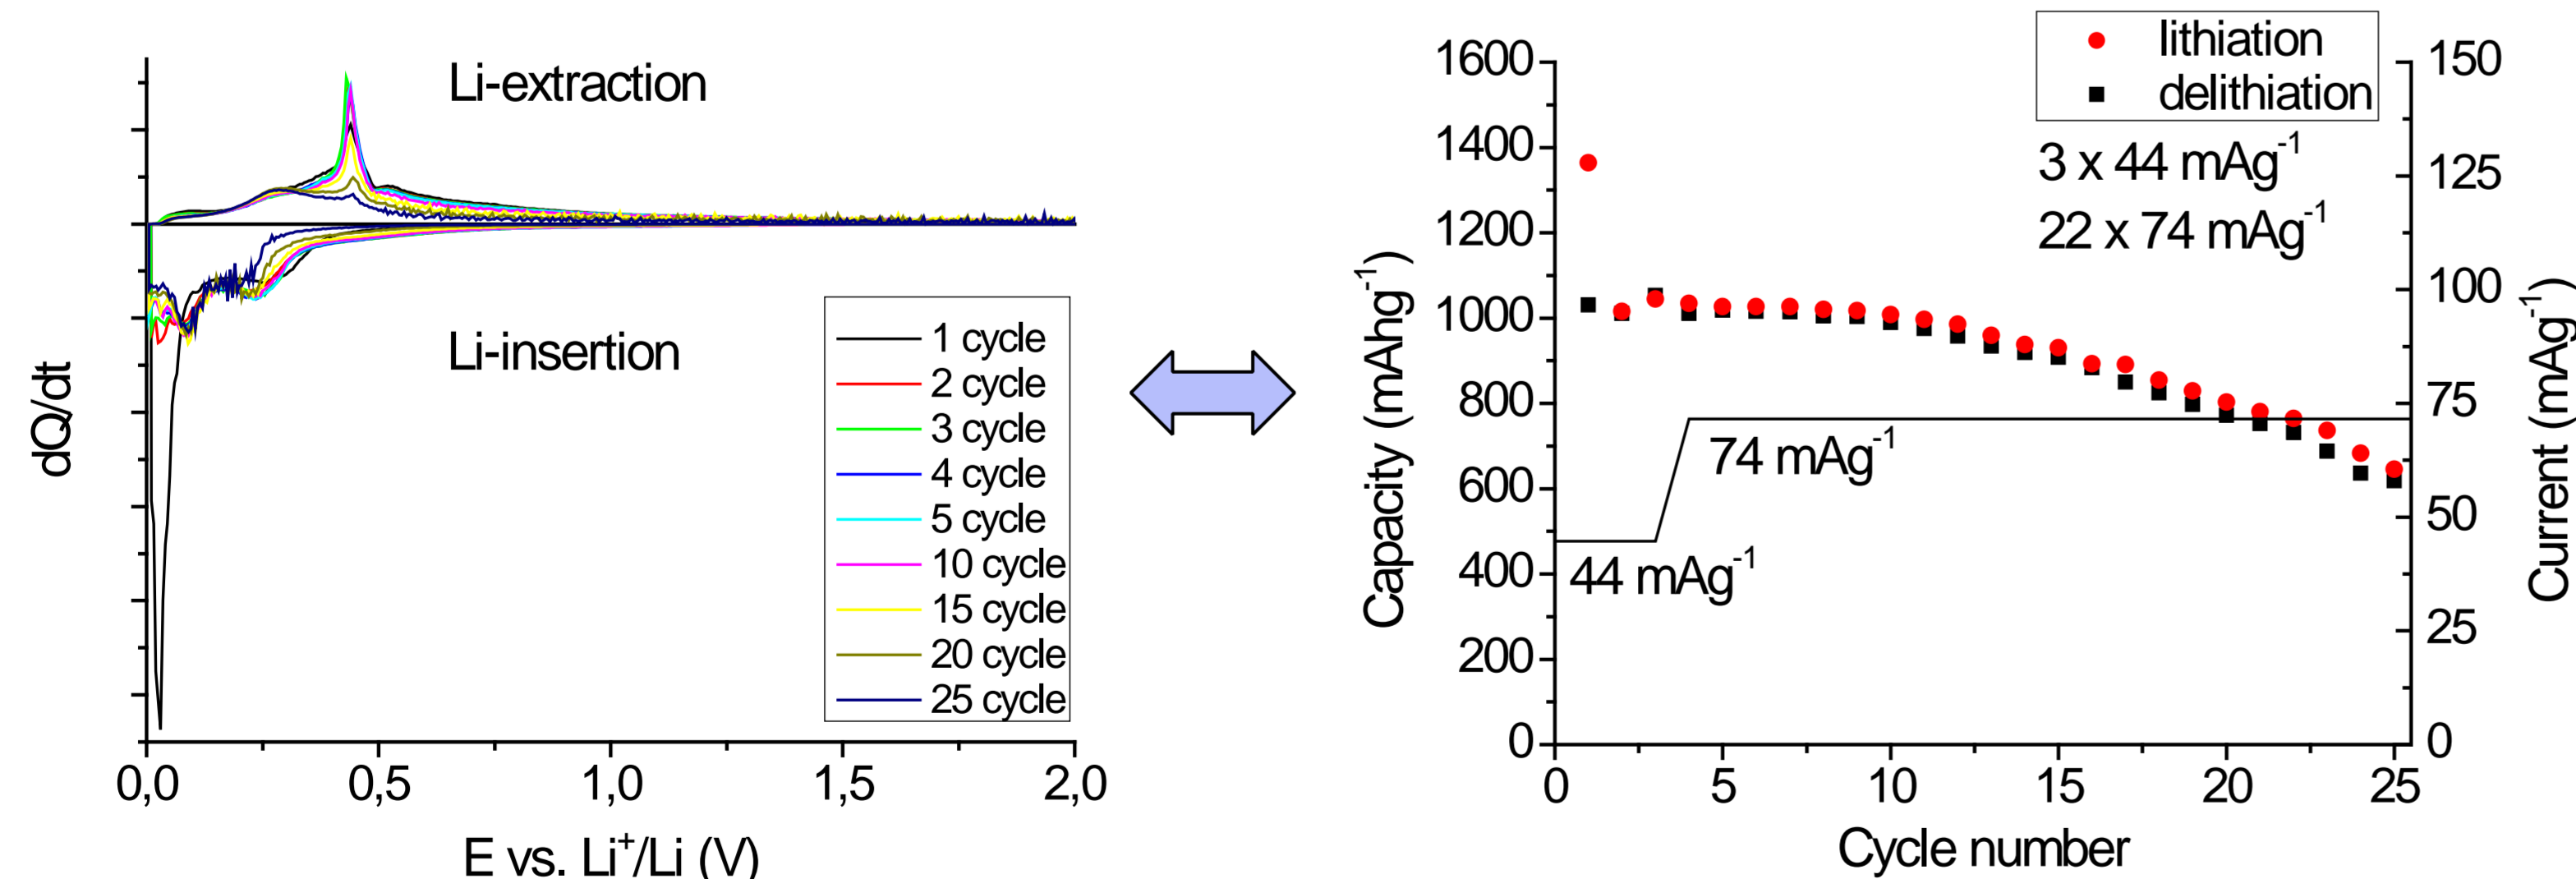 Li-extraction
Li-insertion
1 cycle
2 cycle
3 cycle
4 cycle
5 cycle
10 cycle
15 cycle
20 cycle
25 cycle
dQ/dt
0,0 0,5 1,0 1,5 2,0
E vs. Li⁺/Li (V)
lithiation
delithiation
3 x 44 mAg⁻¹
22 x 74 mAg⁻¹
1600
1400
1200
1000
800
600
400
200
0
Capacity (mAhg⁻¹)
74 mAg⁻¹
44 mAg⁻¹
150
125
100
75
50
25
0
Current (mAg⁻¹)
0 5 10 15 20 25
Cycle number